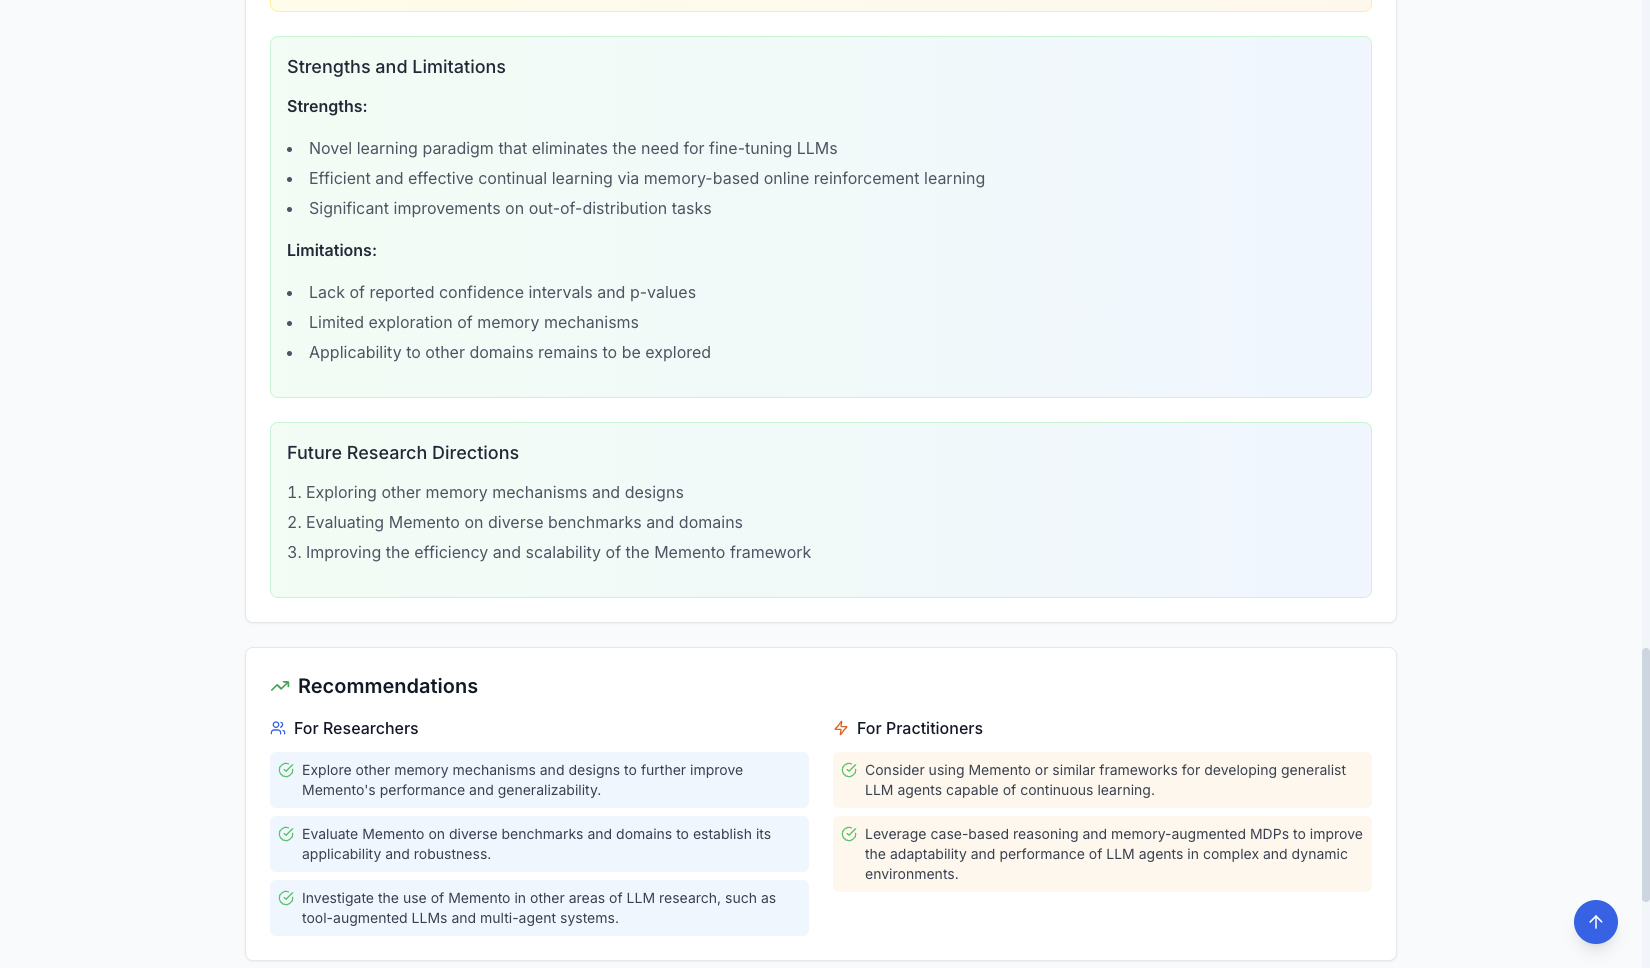 Strengths and Limitations
Strengths:
• Novel learning paradigm that eliminates the need for fine-tuning LLMs
• Efficient and effective continual learning via memory-based online reinforcement learning
• Significant improvements on out-of-distribution tasks
Limitations:
• Lack of reported confidence intervals and p-values
• Limited exploration of memory mechanisms
• Applicability to other domains remains to be explored
Future Research Directions
1. Exploring other memory mechanisms and designs
2. Evaluating Memento on diverse benchmarks and domains
3. Improving the efficiency and scalability of the Memento framework
Recommendations
For Researchers
Explore other memory mechanisms and designs to further improve
Memento's performance and generalizability.
Evaluate Memento on diverse benchmarks and domains to establish its
applicability and robustness.
Investigate the use of Memento in other areas of LLM research, such as
tool-augmented LLMs and multi-agent systems.
For Practitioners
Consider using Memento or similar frameworks for developing generalist
LLM agents capable of continuous learning.
Leverage case-based reasoning and memory-augmented MDPs to improve
the adaptability and performance of LLM agents in complex and dynamic
environments.